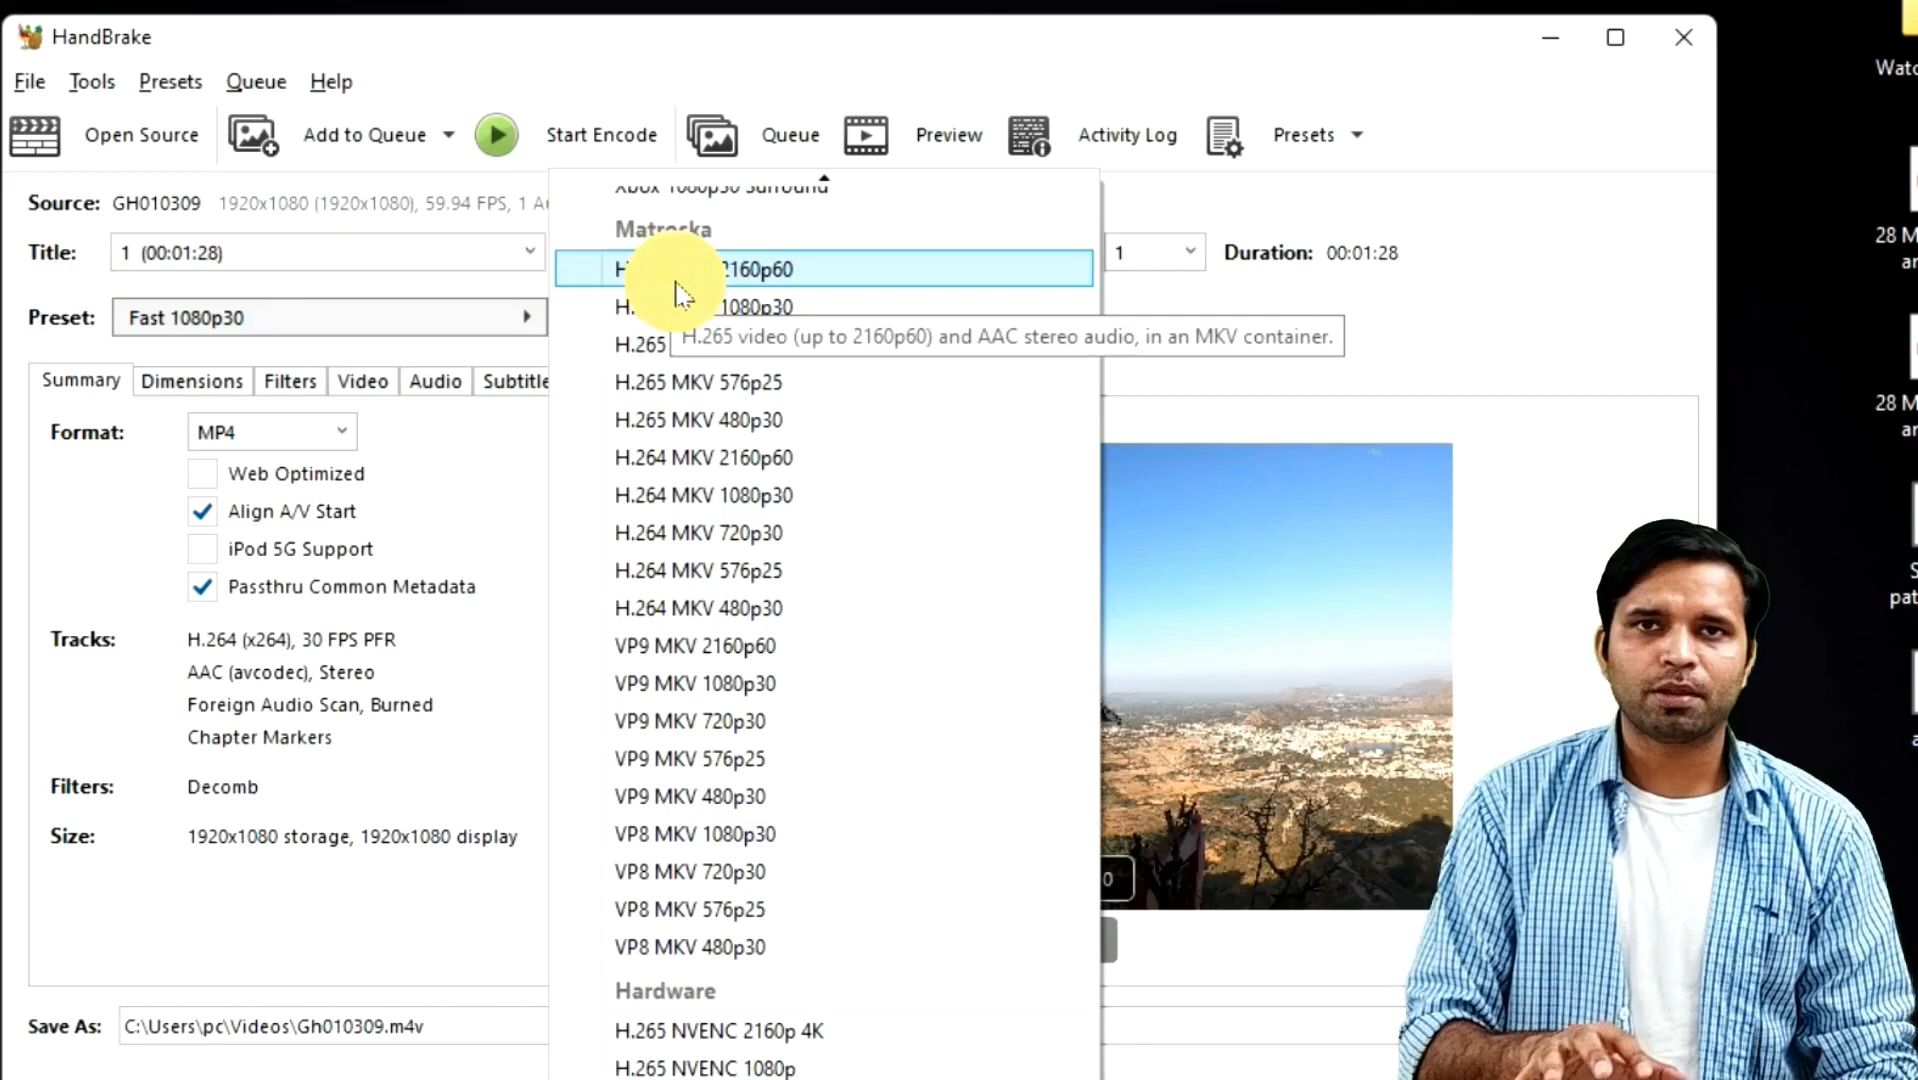 HandBrake
File Tools Presets Queue Help
Open Source Add to Queue Start Encode Queue Preview Activity Log Presets
Source: GH010309 1920x1080 (1920x1080), 59.94 FPS, 1
Title: 1 (00:01:28)
1 Duration: 00:01:28
Preset: Fast 1080p30
Summary Dimensions Filters Video Audio Subtitle
Format: MP4
Web Optimized
Align A/V Start
iPod 5G Support
Passthru Common Metadata
Tracks: H.264 (x264), 30 FPS PFR
AAC (avcodec), Stereo
Foreign Audio Scan, Burned
Chapter Markers
Filters: Decomb
Size: 1920x1080 storage, 1920x1080 display
Save As: C:\Users\pc\Videos\Gh010309.m4v
Xbox 1080p30 Surround
Matroska
2160p60
1080p30
H.265
H.265 video (up to 2160p60) and AAC stereo audio, in an MKV container.
H.265 MKV 576p25
H.265 MKV 480p30
H.264 MKV 2160p60
H.264 MKV 1080p30
H.264 MKV 720p30
H.264 MKV 576p25
H.264 MKV 480p30
VP9 MKV 2160p60
VP9 MKV 1080p30
VP9 MKV 720p30
VP9 MKV 576p25
VP9 MKV 480p30
VP8 MKV 1080p30
VP8 MKV 720p30
VP8 MKV 576p25
VP8 MKV 480p30
Hardware
H.265 NVENC 2160p 4K
H.265 NVENC 1080p
0
28
28